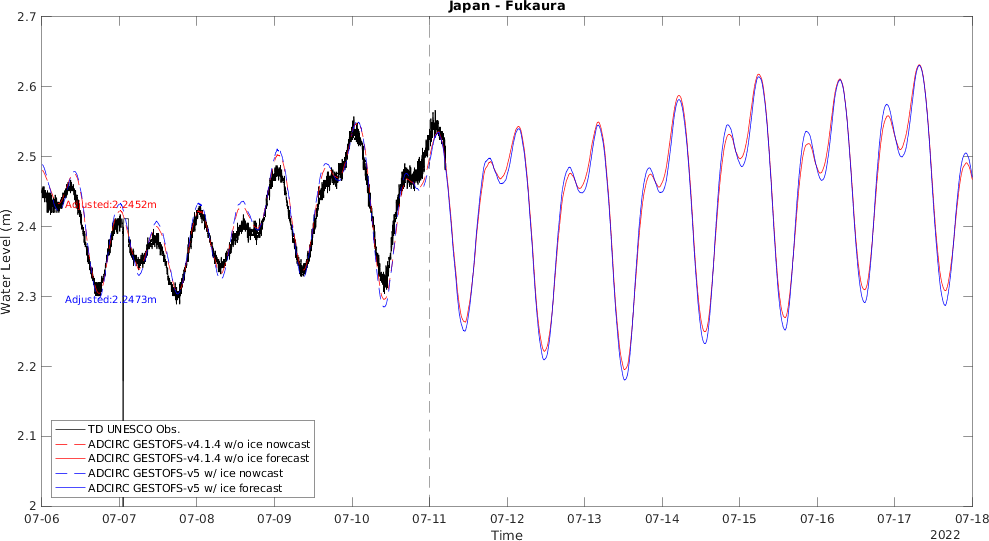 Japan - Fukaura
2.7
2.6
2.5
2.4
2.3
2.2
2.1
2
Water Level (m)
Adjusted:2.2452m
Adjusted:2.2473m
TD UNESCO Obs.
ADCIRC GESTOFS-v4.1.4 w/o ice nowcast
ADCIRC GESTOFS-v4.1.4 w/o ice forecast
ADCIRC GESTOFS-v5 w/ ice nowcast
ADCIRC GESTOFS-v5 w/ ice forecast
07-06 07-07 07-08 07-09 07-10 07-11 07-12 07-13 07-14 07-15 07-16 07-17 07-18
Time
2022